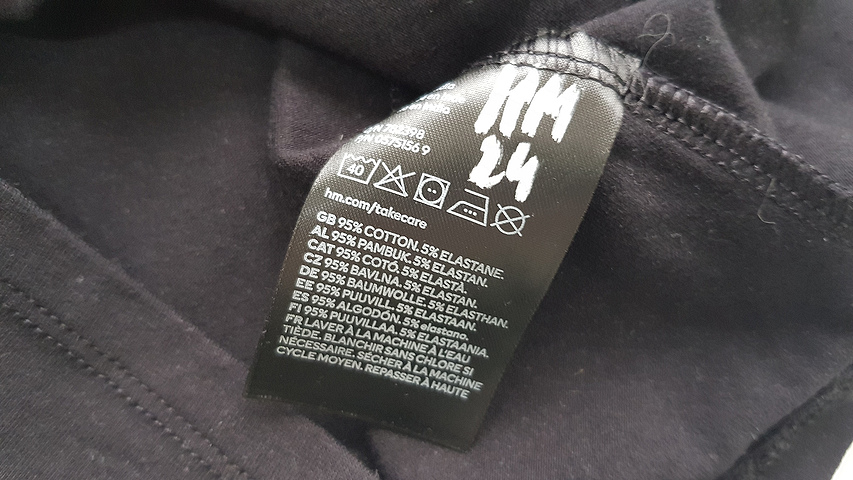 MM
24
40
hm.com/takecare
GB 95% COTTON. 5% ELASTANE.
AL 95% PAMBUK. 5% ELASTAN.
CAT 95% COTÓ. 5% ELASTÀ.
CZ 95% BAVLNA. 5% ELASTAN.
DE 95% BAUMWOLLE. 5% ELASTHAN.
EE 95% PUUVILL. 5% ELASTAAN.
ES 95% ALGODÓN. 5% elastano.
FI 95% PUUVILLAA. 5% ELASTAANIA.
FR LAVER À LA MACHINE À L'EAU
TIÈDE. BLANCHIR SANS CHLORE SI
NÉCESSAIRE. SÉCHER À LA MACHINE
CYCLE MOYEN. REPASSER À HAUTE